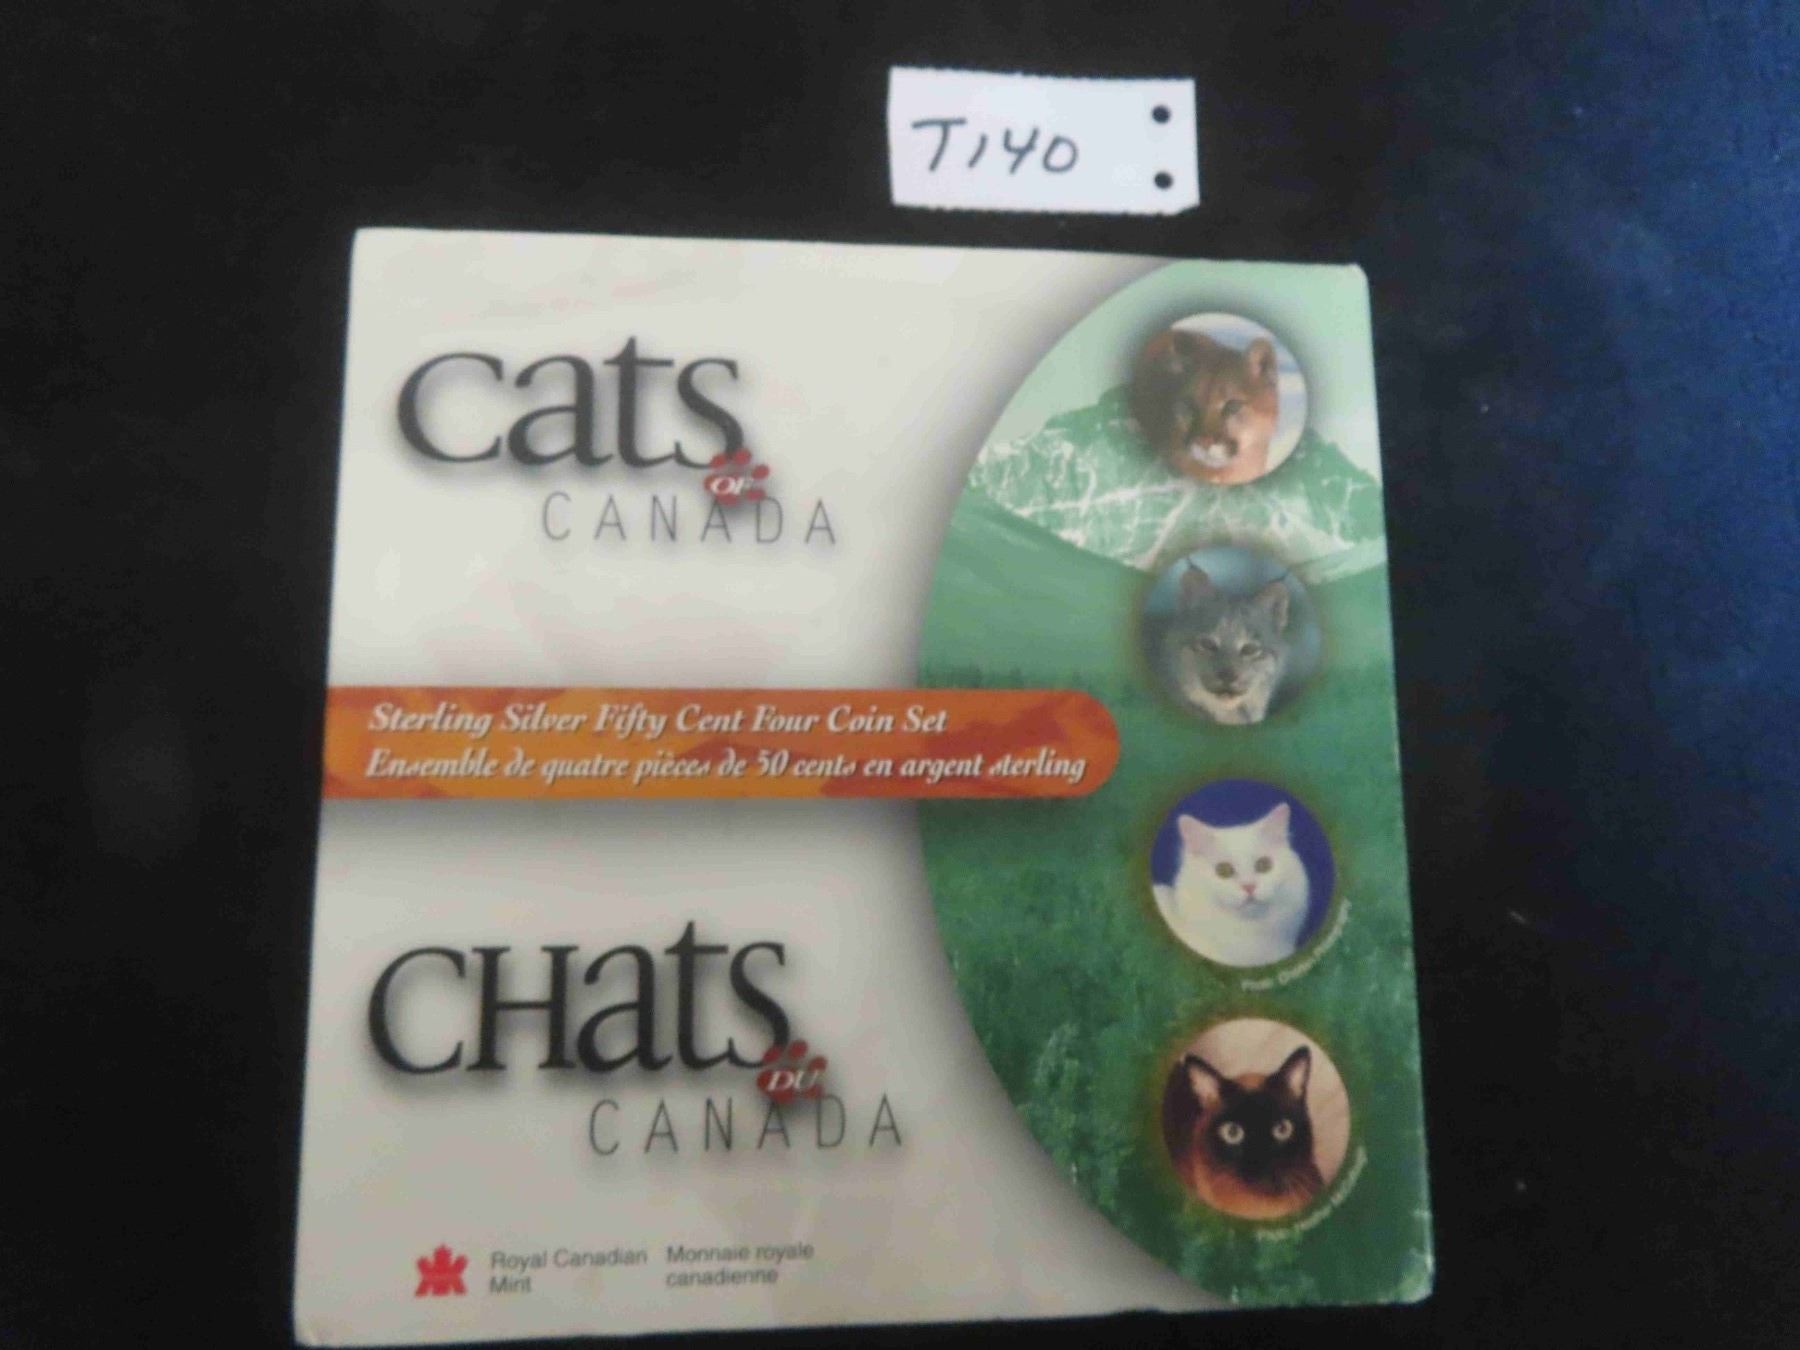 T140
Cats
OF
CANADA
Sterling Silver Fifty Cent Four Coin Set
Ensemble de quatre pièces de 50 cents en argent sterling
CHats
DU
CANADA
Royal Canadian Mint
Monnaie royale canadienne